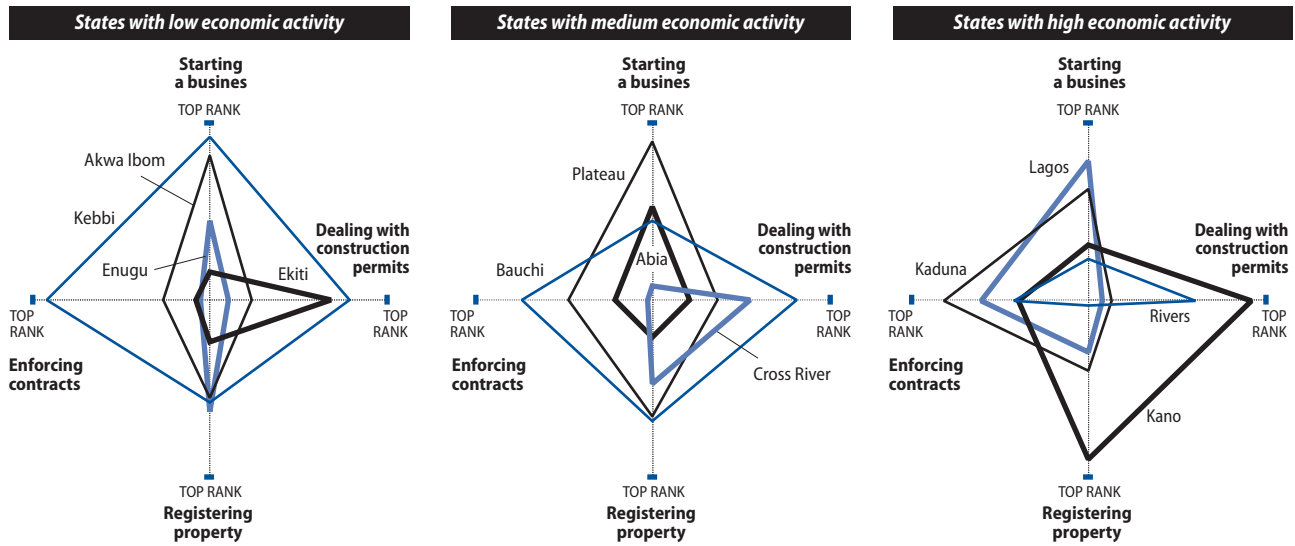 States with low economic activity
Starting
a busines
TOP RANK
Akwa Ibom
Kebbi
Enugu
Ekiti
Dealing with
construction
permits
TOP
RANK
TOP
RANK
Enforcing
contracts
TOP RANK
Registering
property
States with medium economic activity
Starting
a busines
TOP RANK
Plateau
Bauchi
Abia
Dealing with
construction
permits
TOP
RANK
TOP
RANK
Enforcing
contracts
Cross River
TOP RANK
Registering
property
States with high economic activity
Starting
a busines
TOP RANK
Lagos
Kaduna
Dealing with
construction
permits
Rivers
TOP
RANK
TOP
RANK
Enforcing
contracts
Kano
TOP RANK
Registering
property